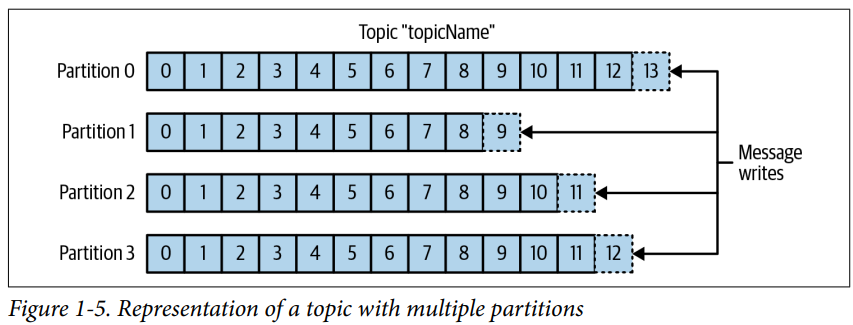 Topic "topicName"
Partition 0 0 1 2 3 4 5 6 7 8 9 10 11 12 13
Partition 1 0 1 2 3 4 5 6 7 8 9
Message
writes
Partition 2 0 1 2 3 4 5 6 7 8 9 10 11
Partition 3 0 1 2 3 4 5 6 7 8 9 10 11 12
Figure 1-5. Representation of a topic with multiple partitions